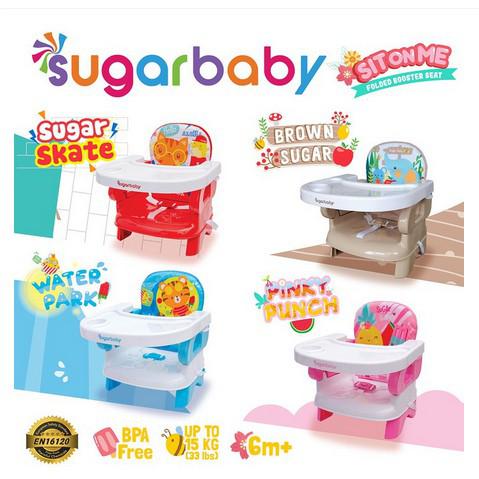 sugarbaby
SIT ON ME
FOLDED BOOSTER SEAT
Sugar
SKATE
BROWN
SUGAR
sugarbaby
sugarbaby
WATER
PARK
PINKY
PUNCH
sugarbaby
sugarbaby
EN16120
BPA
Free
UP TO
15 KG
(33 lbs)
6m+